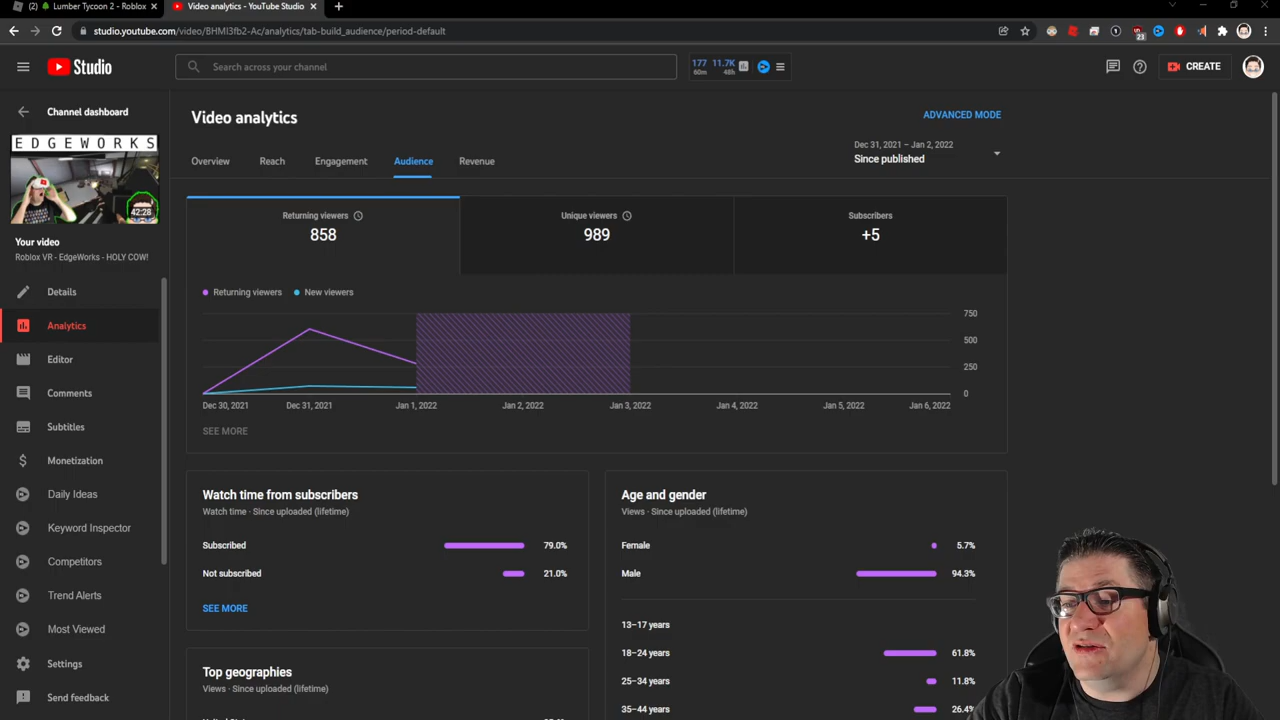 (2) 🌲 Lumber Tycoon 2 - Roblox
Video analytics - YouTube Studio
studio.youtube.com/video/BHMI3fb2-Ac/analytics/tab-build_audience/period-default
23
Studio
Search across your channel
177 11.7K
60m 48h
CREATE
Channel dashboard
EDGEWORKS
42:28
Your video
Roblox VR - EdgeWorks - HOLY COW!
Details
Analytics
Editor
Comments
Subtitles
Monetization
Daily Ideas
Keyword Inspector
Competitors
Trend Alerts
Most Viewed
Settings
Send feedback
Video analytics
ADVANCED MODE
Overview
Reach
Engagement
Audience
Revenue
Dec 31, 2021 – Jan 2, 2022
Since published
Returning viewers
858
Unique viewers
989
Subscribers
+5
Returning viewers
New viewers
750
500
250
0
Dec 30, 2021
Dec 31, 2021
Jan 1, 2022
Jan 2, 2022
Jan 3, 2022
Jan 4, 2022
Jan 5, 2022
Jan 6, 2022
SEE MORE
Watch time from subscribers
Watch time · Since uploaded (lifetime)
Subscribed 79.0%
Not subscribed 21.0%
SEE MORE
Top geographies
Views · Since uploaded (lifetime)
Age and gender
Views · Since uploaded (lifetime)
Female 5.7%
Male 94.3%
13–17 years
18–24 years 61.8%
25–34 years 11.8%
35–44 years 26.4%